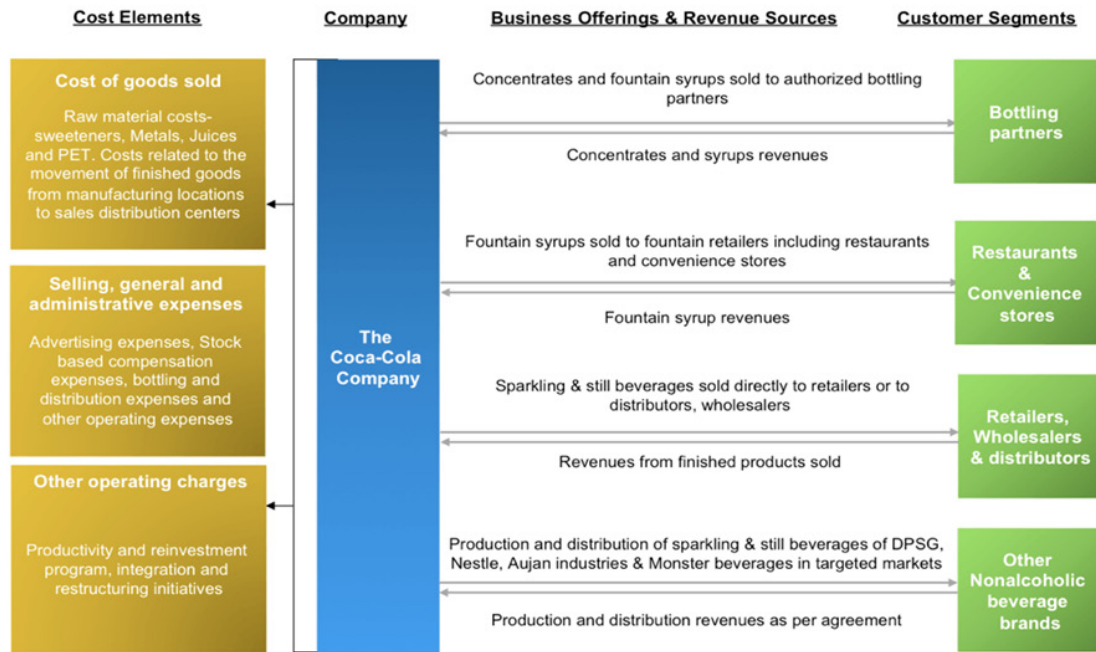 Cost Elements
Company
Business Offerings & Revenue Sources
Customer Segments
Cost of goods sold
Raw material costs-
sweeteners, Metals, Juices
and PET. Costs related to the
movement of finished goods
from manufacturing locations
to sales distribution centers
Selling, general and
administrative expenses
Advertising expenses, Stock
based compensation
expenses, bottling and
distribution expenses and
other operating expenses
Other operating charges
Productivity and reinvestment
program, integration and
restructuring initiatives
The
Coca-Cola
Company
Concentrates and fountain syrups sold to authorized bottling
partners
Concentrates and syrups revenues
Bottling
partners
Fountain syrups sold to fountain retailers including restaurants
and convenience stores
Fountain syrup revenues
Restaurants
&
Convenience
stores
Sparkling & still beverages sold directly to retailers or to
distributors, wholesalers
Revenues from finished products sold
Retailers,
Wholesalers
& distributors
Production and distribution of sparkling & still beverages of DPSG,
Nestle, Aujan industries & Monster beverages in targeted markets
Production and distribution revenues as per agreement
Other
Nonalcoholic
beverage
brands